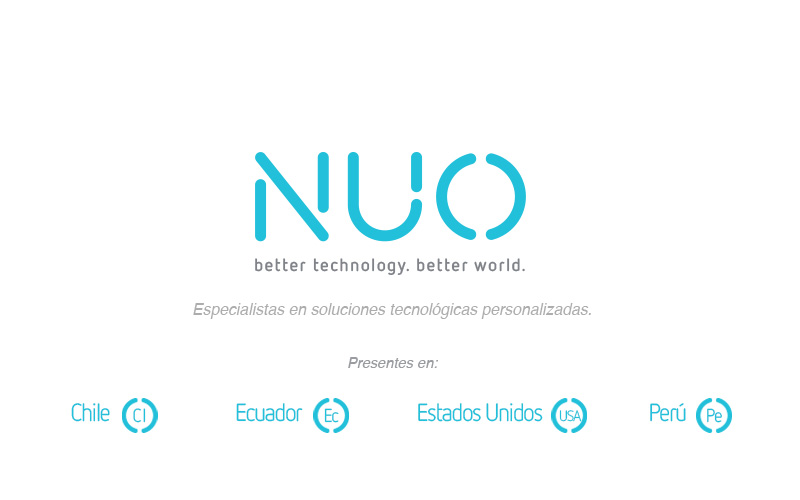 NUO
better technology. better world.
Especialistas en soluciones tecnológicas personalizadas.
Presentes en:
Chile Cl Ecuador Ec Estados Unidos USA Perú Pe